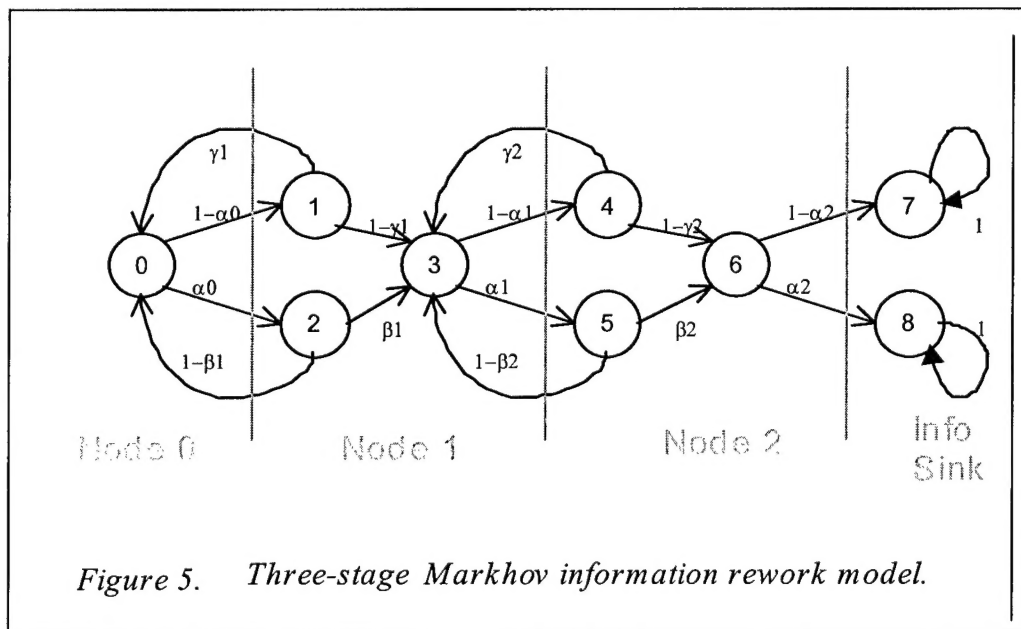 γ1
γ2
1–α0
1
1–γ1
1–α1
4
1–γ2
1–α2
7
1
0
3
6
α0
2
β1
α1
5
β2
α2
8
1
1–β1
1–β2
Node 0
Node 1
Node 2
Info
Sink
Figure 5. Three-stage Markhov information rework model.